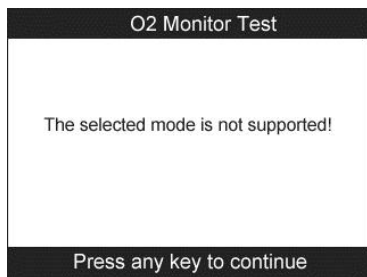 O2 Monitor Test
The selected mode is not supported!
Press any key to continue